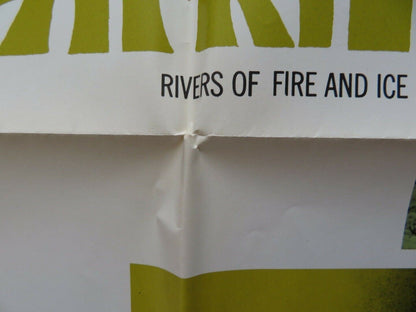 RIVERS OF FIRE AND ICE